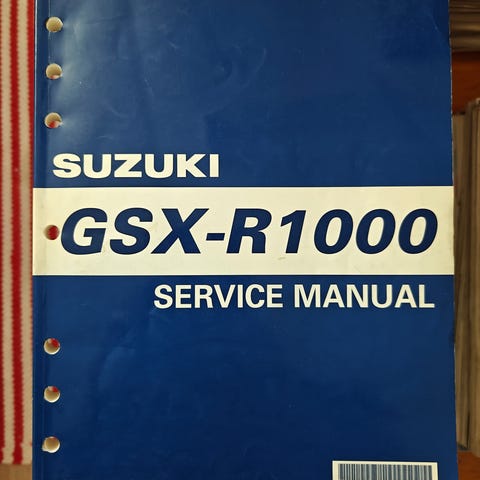 SUZUKI
GSX-R1000
SERVICE MANUAL